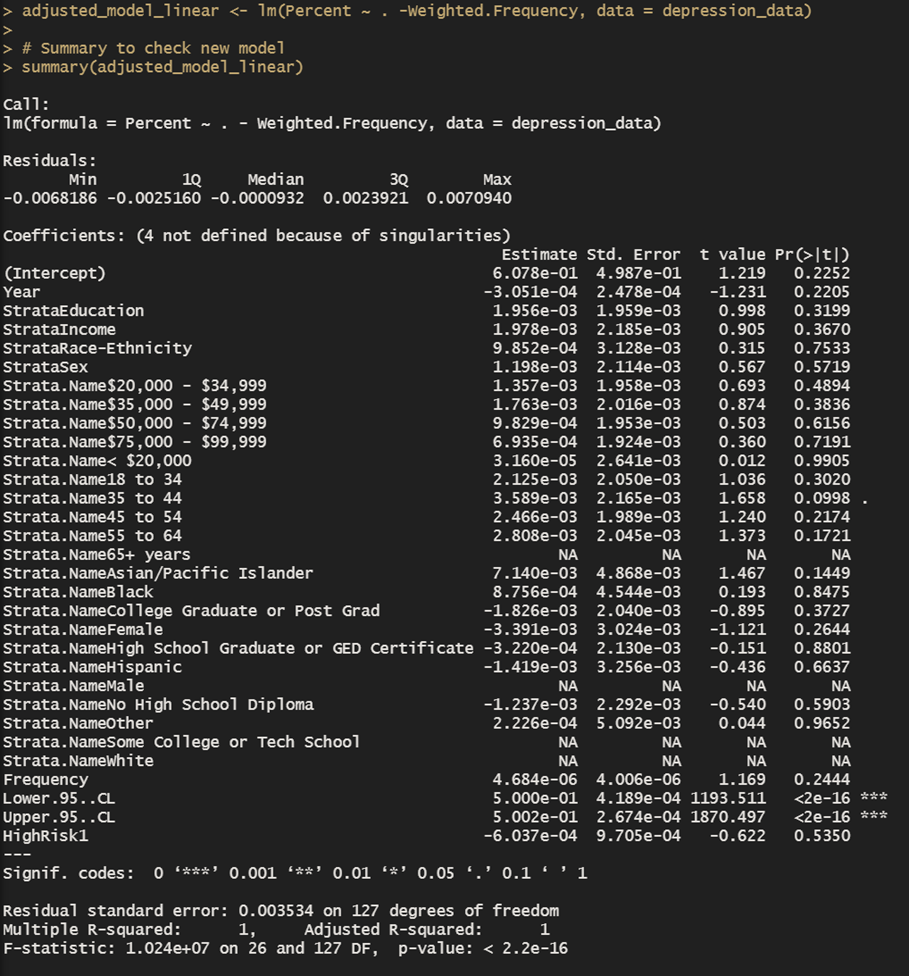 > adjusted_model_linear <- lm(Percent ~ . -Weighted.Frequency, data = depression_data)
>
> # Summary to check new model
> summary(adjusted_model_linear)
Call:
lm(formula = Percent ~ . - Weighted.Frequency, data = depression_data)
Residuals:
Min 1Q Median 3Q Max
-0.0068186 -0.0025160 -0.0000932 0.0023921 0.0070940
Coefficients: (4 not defined because of singularities)
Estimate Std. Error t value Pr(>|t|)
(Intercept) 6.078e-01 4.987e-01 1.219 0.2252
Year -3.051e-04 2.478e-04 -1.231 0.2205
StrataEducation 1.956e-03 1.959e-03 0.998 0.3199
StrataIncome 1.978e-03 2.185e-03 0.905 0.3670
StrataRace-Ethnicity 9.852e-04 3.128e-03 0.315 0.7533
StrataSex 1.198e-03 2.114e-03 0.567 0.5719
Strata.Name$20,000 - $34,999 1.357e-03 1.958e-03 0.693 0.4894
Strata.Name$35,000 - $49,999 1.763e-03 2.016e-03 0.874 0.3836
Strata.Name$50,000 - $74,999 9.829e-04 1.953e-03 0.503 0.6156
Strata.Name$75,000 - $99,999 6.935e-04 1.924e-03 0.360 0.7191
Strata.Name< $20,000 3.160e-05 2.641e-03 0.012 0.9905
Strata.Name18 to 34 2.125e-03 2.050e-03 1.036 0.3020
Strata.Name35 to 44 3.589e-03 2.165e-03 1.658 0.0998 .
Strata.Name45 to 54 2.466e-03 1.989e-03 1.240 0.2174
Strata.Name55 to 64 2.808e-03 2.045e-03 1.373 0.1721
Strata.Name65+ years NA NA NA NA
Strata.NameAsian/Pacific Islander 7.140e-03 4.868e-03 1.467 0.1449
Strata.NameBlack 8.756e-04 4.544e-03 0.193 0.8475
Strata.NameCollege Graduate or Post Grad -1.826e-03 2.040e-03 -0.895 0.3727
Strata.NameFemale -3.391e-03 3.024e-03 -1.121 0.2644
Strata.NameHigh School Graduate or GED Certificate -3.220e-04 2.130e-03 -0.151 0.8801
Strata.NameHispanic -1.419e-03 3.256e-03 -0.436 0.6637
Strata.NameMale NA NA NA NA
Strata.NameNo High School Diploma -1.237e-03 2.292e-03 -0.540 0.5903
Strata.NameOther 2.226e-04 5.092e-03 0.044 0.9652
Strata.NameSome College or Tech School NA NA NA NA
Strata.NameWhite NA NA NA NA
Frequency 4.684e-06 4.006e-06 1.169 0.2444
Lower.95..CL 5.000e-01 4.189e-04 1193.511 <2e-16 ***
Upper.95..CL 5.002e-01 2.674e-04 1870.497 <2e-16 ***
HighRisk1 -6.037e-04 9.705e-04 -0.622 0.5350
---
Signif. codes: 0 ‘***’ 0.001 ‘**’ 0.01 ‘*’ 0.05 ‘.’ 0.1 ‘ ’ 1
Residual standard error: 0.003534 on 127 degrees of freedom
Multiple R-squared: 1, Adjusted R-squared: 1
F-statistic: 1.024e+07 on 26 and 127 DF, p-value: < 2.2e-16